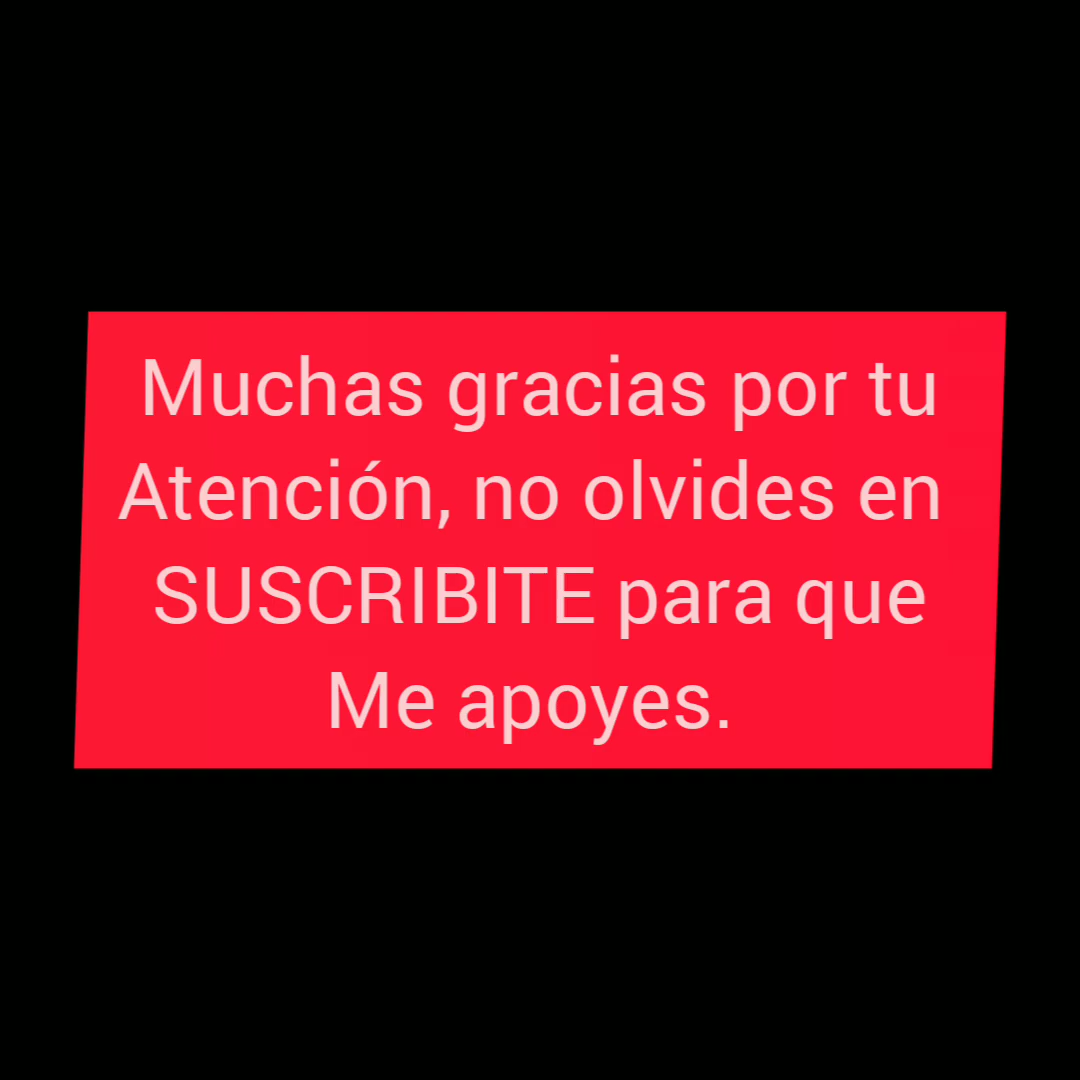 Muchas gracias por tu
Atención, no olvides en
SUSCRIBITE para que
Me apoyes.